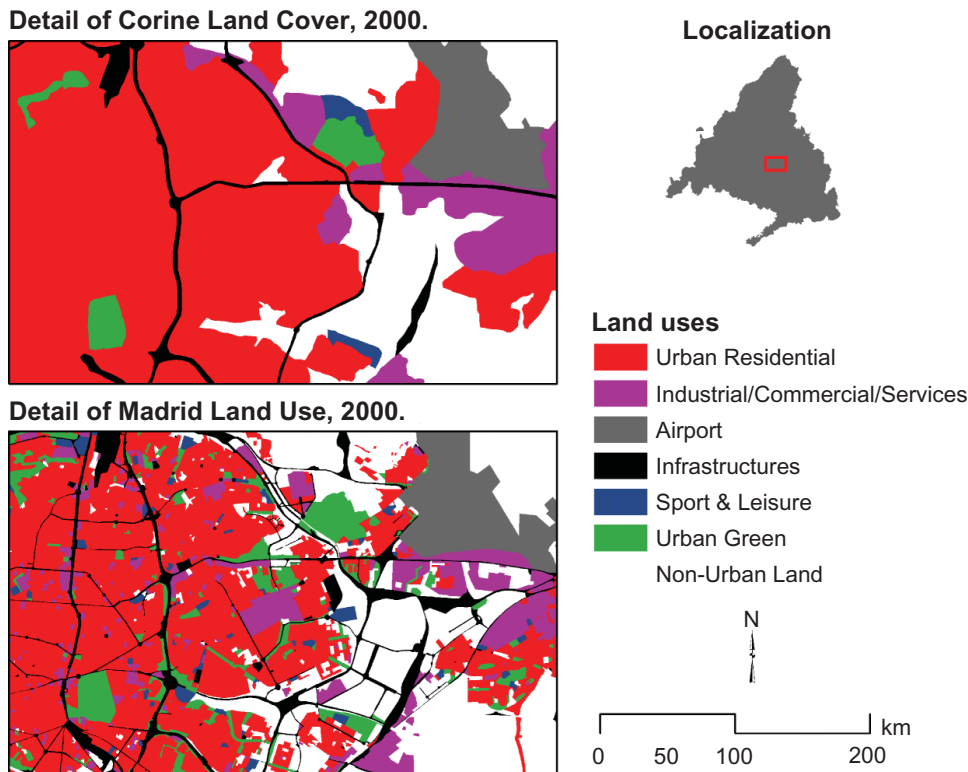 Detail of Corine Land Cover, 2000.
Localization
Land uses
Urban Residential
Industrial/Commercial/Services
Airport
Infrastructures
Sport & Leisure
Urban Green
Non-Urban Land
Detail of Madrid Land Use, 2000.
N
km
0 50 100 200